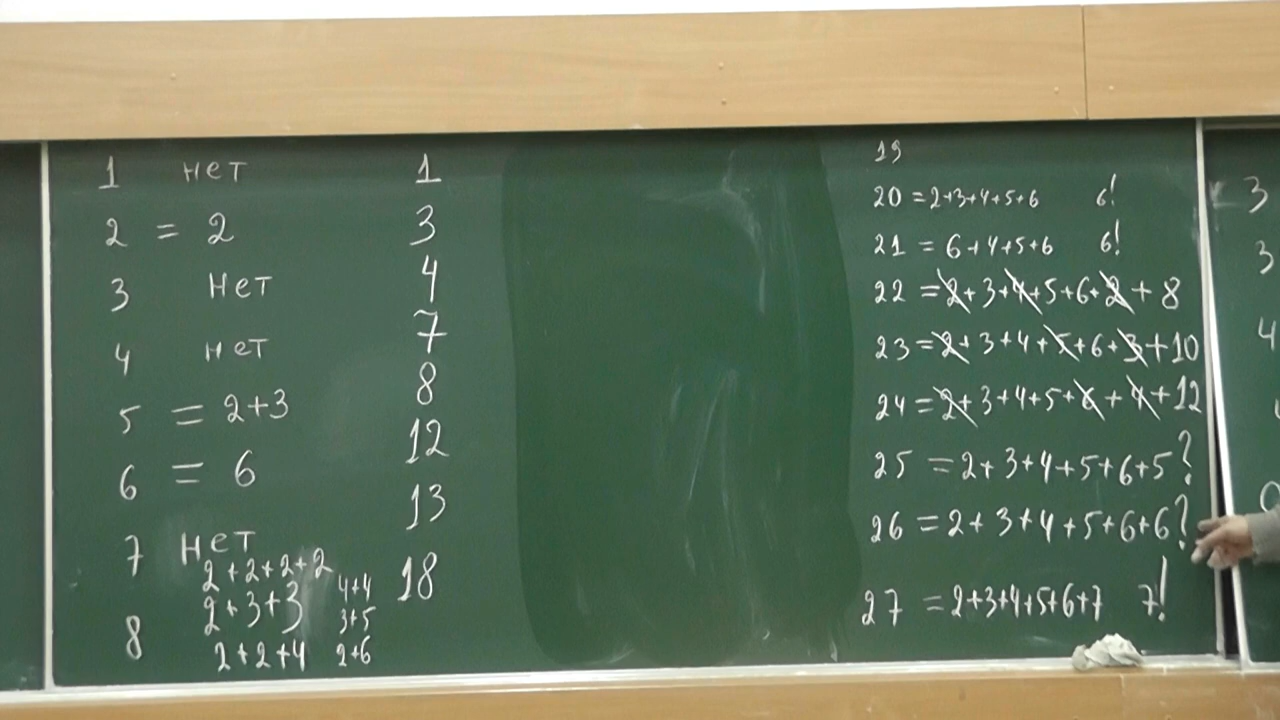 1 нет
2 = 2
3 нет
4 нет
5 = 2+3
6 = 6
7 нет
2+2+2+2
8 2+3+3
2+2+4
4+4
3+5
2+6
1
3
4
7
8
12
13
18
19
20 = 2+3+4+5+6 6!
21 = 6+4+5+6 6!
22 = 2+3+4+5+6+2+8
23 = 2+3+4+5+6+3+10
24 = 2+3+4+5+6+4+12
25 = 2+3+4+5+6+5?
26 = 2+3+4+5+6+6?
27 = 2+3+4+5+6+7 7!
3
3
4